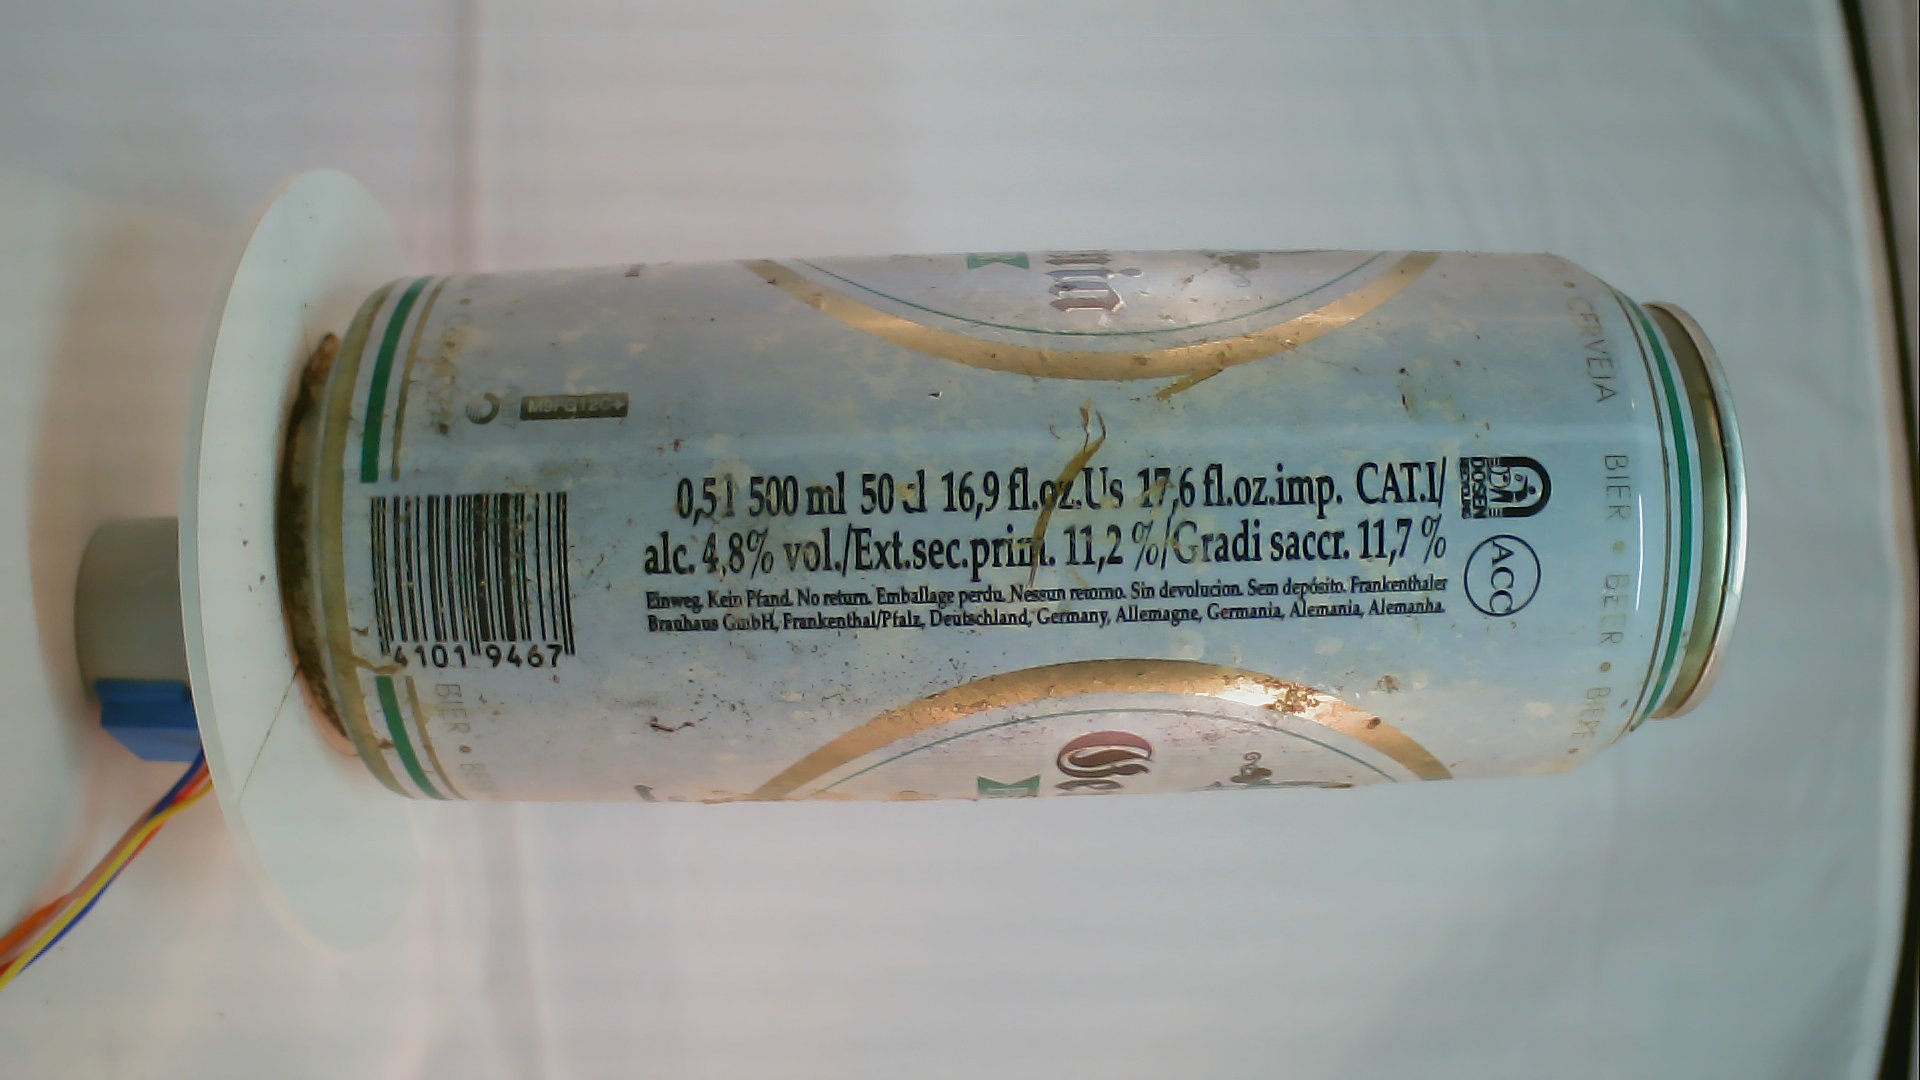 0,5 l 500 ml 50 cl 16,9 fl.oz.Us 17,6 fl.oz.imp. CAT.I/
alc. 4,8% vol./Ext.sec.prim. 11,2 %/Gradi saccr. 11,7 %
Einweg. Kein Pfand. No return. Emballage perdu. Nessun retorno. Sin devolucion. Sem depósito. Frankenthaler
Brauhaus GmbH, Frankenthal/Pfalz, Deutschland, Germany, Allemagne, Germania, Alemania, Alemanha.
4101 9467
ACC
DOSEN
CERVEJA
BIER • BEER • BIERE •
BIER •